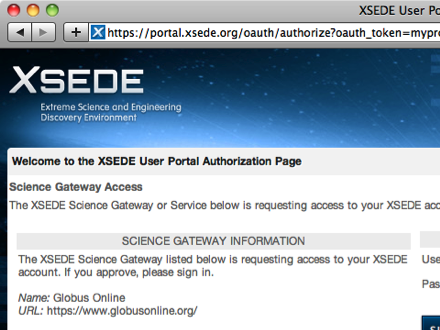 XSEDE User Po
https://portal.xsede.org/oauth/authorize?oauth_token=mypro
XSEDE
Extreme Science and Engineering
Discovery Environment
Welcome to the XSEDE User Portal Authorization Page
Science Gateway Access
The XSEDE Science Gateway or Service below is requesting access to your XSEDE acc
SCIENCE GATEWAY INFORMATION
The XSEDE Science Gateway listed below is requesting access to your XSEDE
account. If you approve, please sign in.
Name: Globus Online
URL: https://www.globusonline.org/
Use
Pas